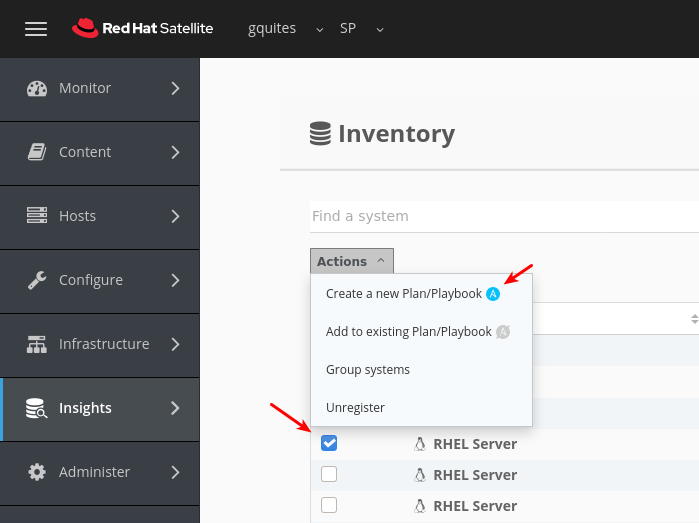 Red Hat Satellite gquites SP
Monitor
Content
Hosts
Configure
Infrastructure
Insights
Administer
Inventory
Find a system
Actions
Create a new Plan/Playbook A
Add to existing Plan/Playbook A
Group systems
Unregister
RHEL Server
RHEL Server
RHEL Server